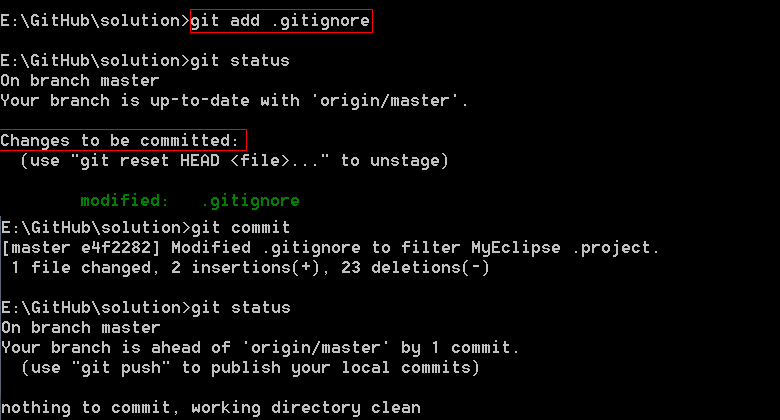 E:\GitHub\solution>git add .gitignore
E:\GitHub\solution>git status
On branch master
Your branch is up-to-date with 'origin/master'.
Changes to be committed:
(use "git reset HEAD <file>..." to unstage)
modified: .gitignore
E:\GitHub\solution>git commit
[master e4f2282] Modified .gitignore to filter MyEclipse .project.
1 file changed, 2 insertions(+), 23 deletions(-)
E:\GitHub\solution>git status
On branch master
Your branch is ahead of 'origin/master' by 1 commit.
(use "git push" to publish your local commits)
nothing to commit, working directory clean